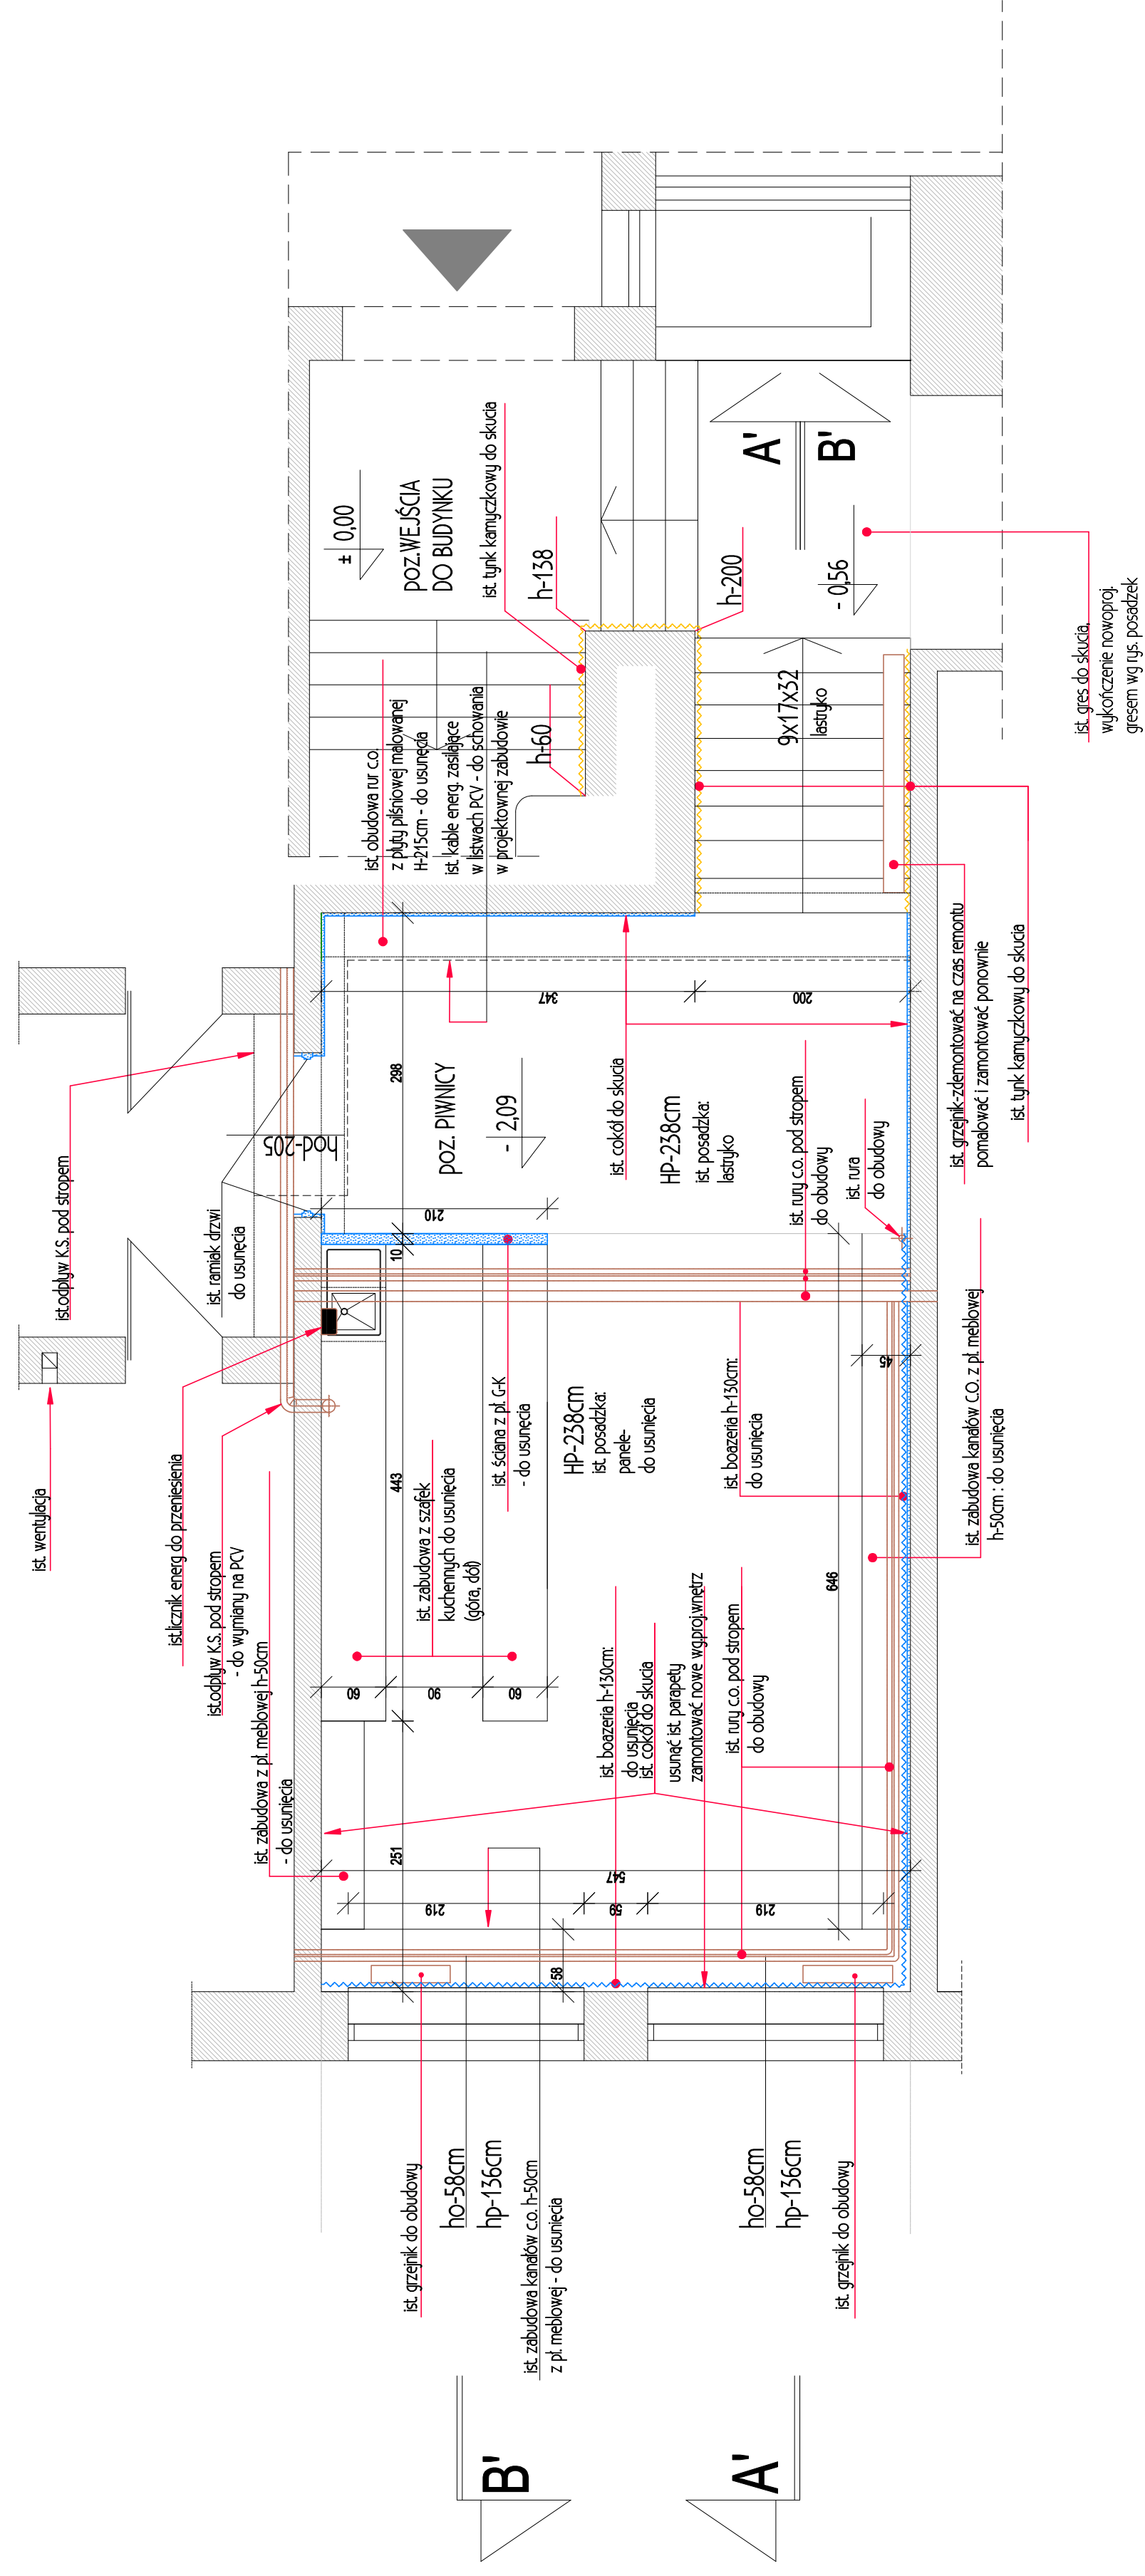 ist. wentylacja
ist.odpływ K.S. pod stropem
ist.licznik energ do przeniesienia
ist.odpływ K.S. pod stropem
- do wymiany na PCV
ist. ramiak drzwi
do usunęcia
ist. zabudowa z pł. meblowej h-50cm
- do usunięcia
hod-205
± 0,00
poz.WEJŚCIA
DO BUDYNKU
ist. tynk kamyczkowy do skucia
h-138
h-60
h-200
- 0,56
A'
B'
9x17x32
lastryko
ist. obudowa rur c.o.
z płyty pilśniowej malowanej
H-215cm - do usunęcia
ist. kable energ. zasilające
w listwach PCV - do schowania
w projektownej zabudowie
ist. gres do skucia,
wykończenie nowoproj.
gresem wg rys. posadzek
ist. grzejnik-zdemontować na czas remontu
pomalować i zamontować ponownie
ist. tynk kamyczkowy do skucia
347
200
298
poz. PIWNICY
- 2,09
210
10
ist. cokół do skucia
HP-238cm
ist. posadzka:
lastryko
ist. rury c.o. pod stropem
do obudowy
ist. rura
do obudowy
ist. zabudowa z szafek
kuchennych do usunięcia
(góra, dół)
ist. ściana z pł. G-K
- do usunęcia
HP-238cm
ist. posadzka:
panele-
do usunięcia
ist. boazeria h-130cm:
do usunięcia
45
ist. zabudowa kanałów C.O. z pł. meblowej
h-50cm : do usunięcia
443
646
60
90
60
251
547
219
59
219
58
ist. boazeria h-130cm:
do usunięcia
ist. cokół do skucia
usunąć ist. parapety
zamontować nowe wg.proj.wnętrz
ist. rury c.o. pod stropem
do obudowy
ist. grzejnik do obudowy
ho-58cm
hp-136cm
ist. zabudowa kanałów c.o. h-50cm
z pł. meblowej - do usunięcia
ho-58cm
hp-136cm
ist. grzejnik do obudowy
B'
A'